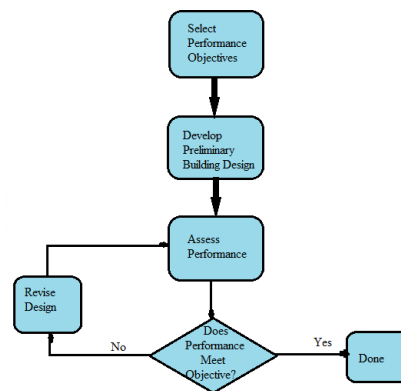 Select
Performance
Objectives
Develop
Preliminary
Building Design
Assess
Performance
Revise
Design
No
Does
Performance
Meet
Objective?
Yes
Done